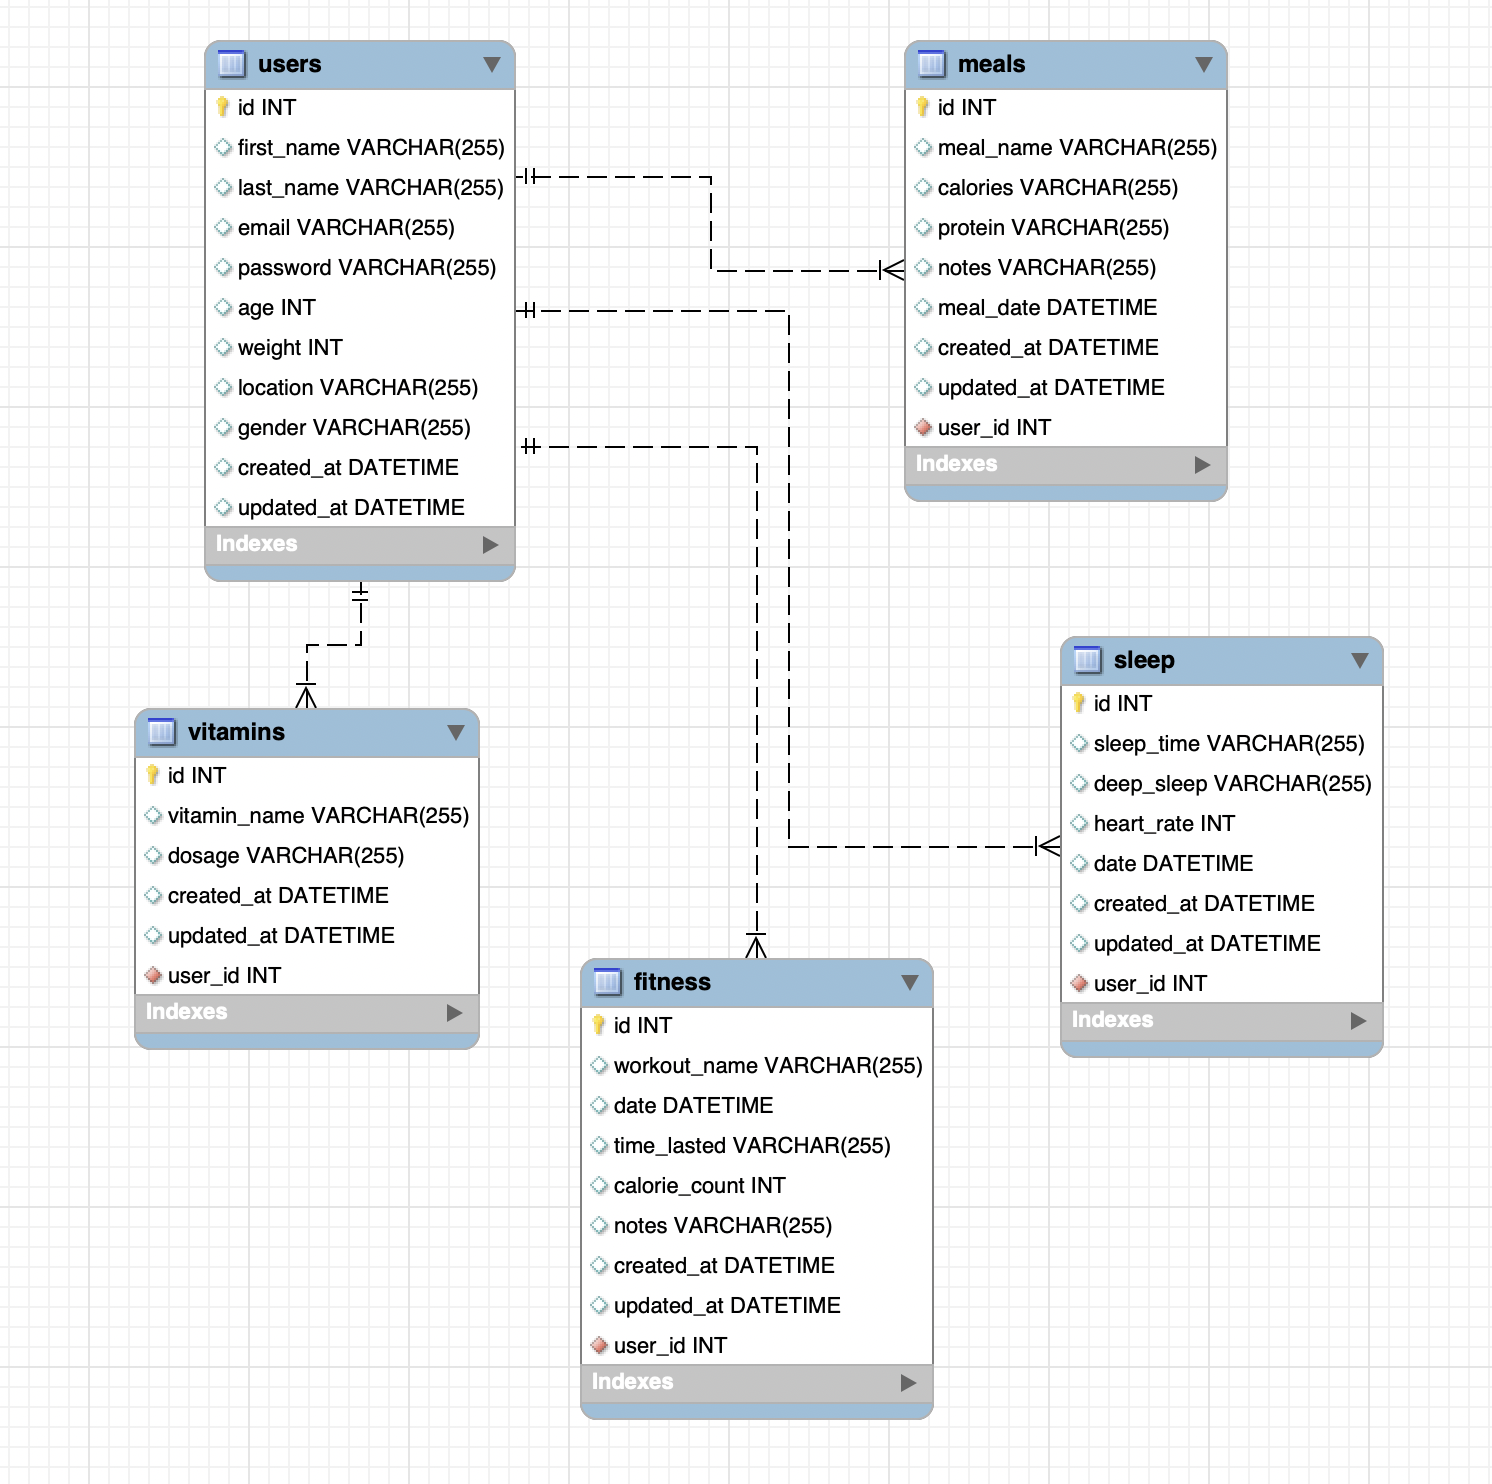 users
id INT
first_name VARCHAR(255)
last_name VARCHAR(255)
email VARCHAR(255)
password VARCHAR(255)
age INT
weight INT
location VARCHAR(255)
gender VARCHAR(255)
created_at DATETIME
updated_at DATETIME
Indexes
meals
id INT
meal_name VARCHAR(255)
calories VARCHAR(255)
protein VARCHAR(255)
notes VARCHAR(255)
meal_date DATETIME
created_at DATETIME
updated_at DATETIME
user_id INT
Indexes
vitamins
id INT
vitamin_name VARCHAR(255)
dosage VARCHAR(255)
created_at DATETIME
updated_at DATETIME
user_id INT
Indexes
sleep
id INT
sleep_time VARCHAR(255)
deep_sleep VARCHAR(255)
heart_rate INT
date DATETIME
created_at DATETIME
updated_at DATETIME
user_id INT
Indexes
fitness
id INT
workout_name VARCHAR(255)
date DATETIME
time_lasted VARCHAR(255)
calorie_count INT
notes VARCHAR(255)
created_at DATETIME
updated_at DATETIME
user_id INT
Indexes